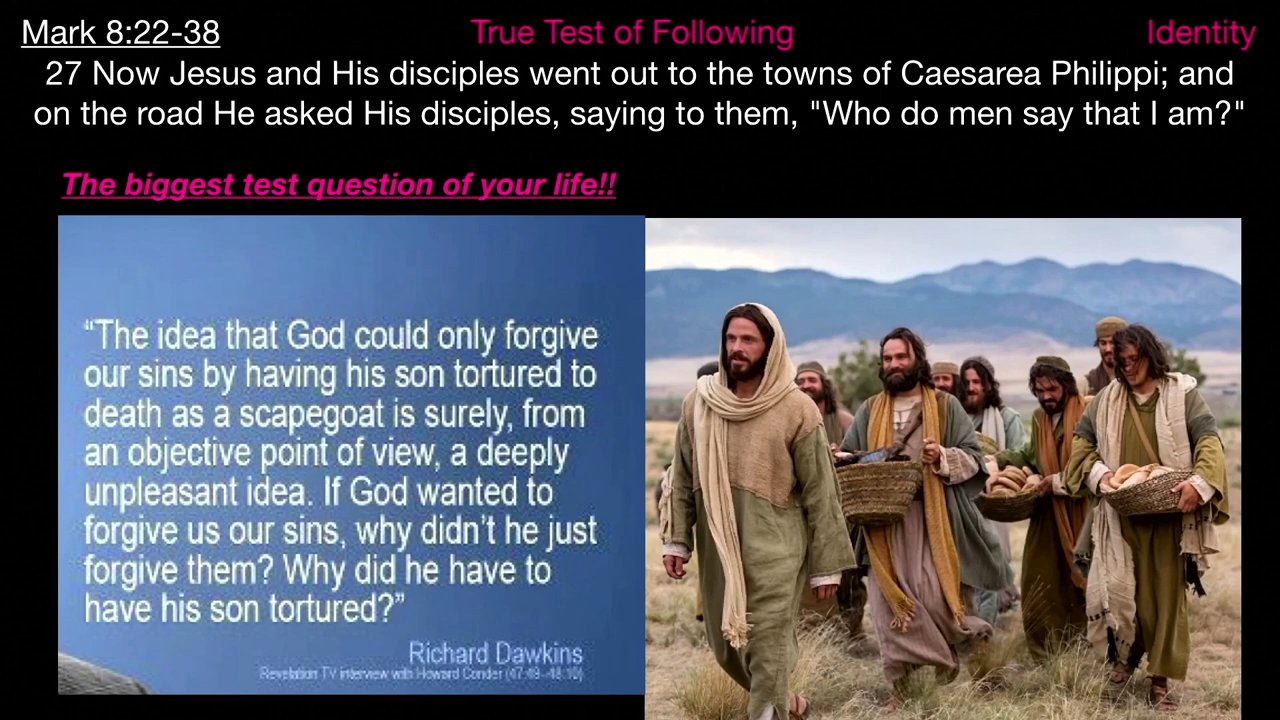 Mark 8:22-38
True Test of Following
Identity
27 Now Jesus and His disciples went out to the towns of Caesarea Philippi; and
on the road He asked His disciples, saying to them, "Who do men say that I am?"
The biggest test question of your life!!
“The idea that God could only forgive
our sins by having his son tortured to
death as a scapegoat is surely, from
an objective point of view, a deeply
unpleasant idea. If God wanted to
forgive us our sins, why didn’t he just
forgive them? Why did he have to
have his son tortured?”
Richard Dawkins
Revelation TV interview with Howard Conder (47:49-48:10)